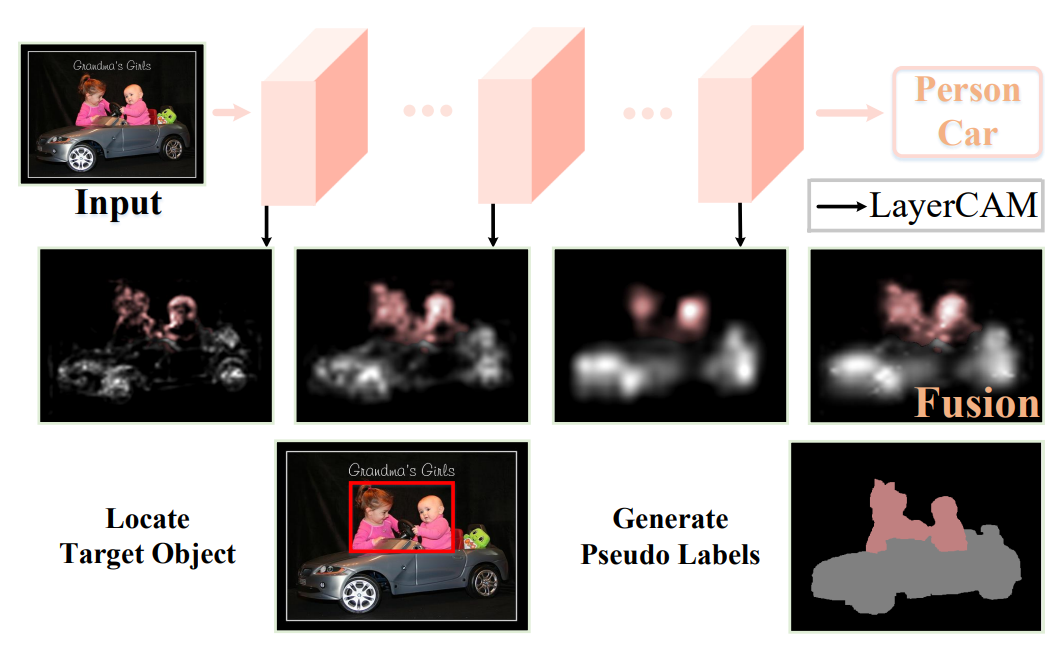 Grandma's Girls
Input
Person
Car
LayerCAM
Fusion
Locate
Target Object
Grandma's Girls
Generate
Pseudo Labels